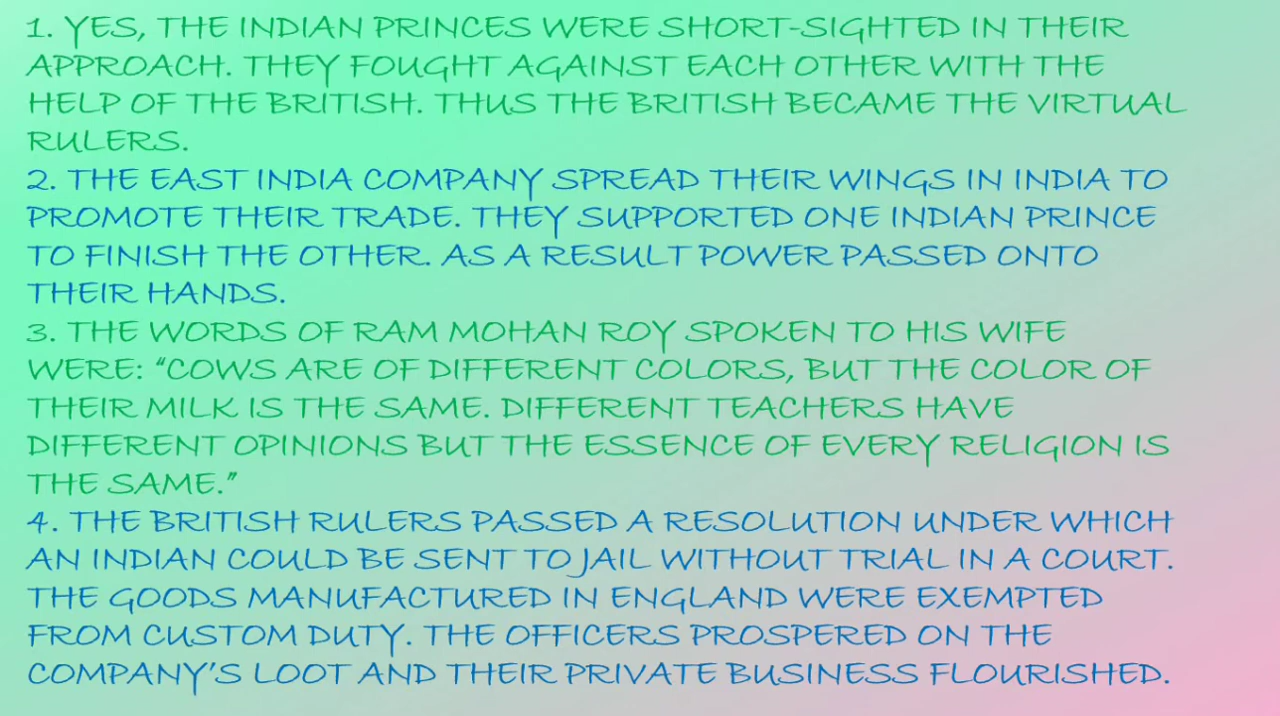 1. YES, THE INDIAN PRINCES WERE SHORT-SIGHTED IN THEIR
APPROACH. THEY FOUGHT AGAINST EACH OTHER WITH THE
HELP OF THE BRITISH. THUS THE BRITISH BECAME THE VIRTUAL
RULERS.
2. THE EAST INDIA COMPANY SPREAD THEIR WINGS IN INDIA TO
PROMOTE THEIR TRADE. THEY SUPPORTED ONE INDIAN PRINCE
TO FINISH THE OTHER. AS A RESULT POWER PASSED ONTO
THEIR HANDS.
3. THE WORDS OF RAM MOHAN ROY SPOKEN TO HIS WIFE
WERE: “COWS ARE OF DIFFERENT COLORS, BUT THE COLOR OF
THEIR MILK IS THE SAME. DIFFERENT TEACHERS HAVE
DIFFERENT OPINIONS BUT THE ESSENCE OF EVERY RELIGION IS
THE SAME.”
4. THE BRITISH RULERS PASSED A RESOLUTION UNDER WHICH
AN INDIAN COULD BE SENT TO JAIL WITHOUT TRIAL IN A COURT.
THE GOODS MANUFACTURED IN ENGLAND WERE EXEMPTED
FROM CUSTOM DUTY. THE OFFICERS PROSPERED ON THE
COMPANY’S LOOT AND THEIR PRIVATE BUSINESS FLOURISHED.